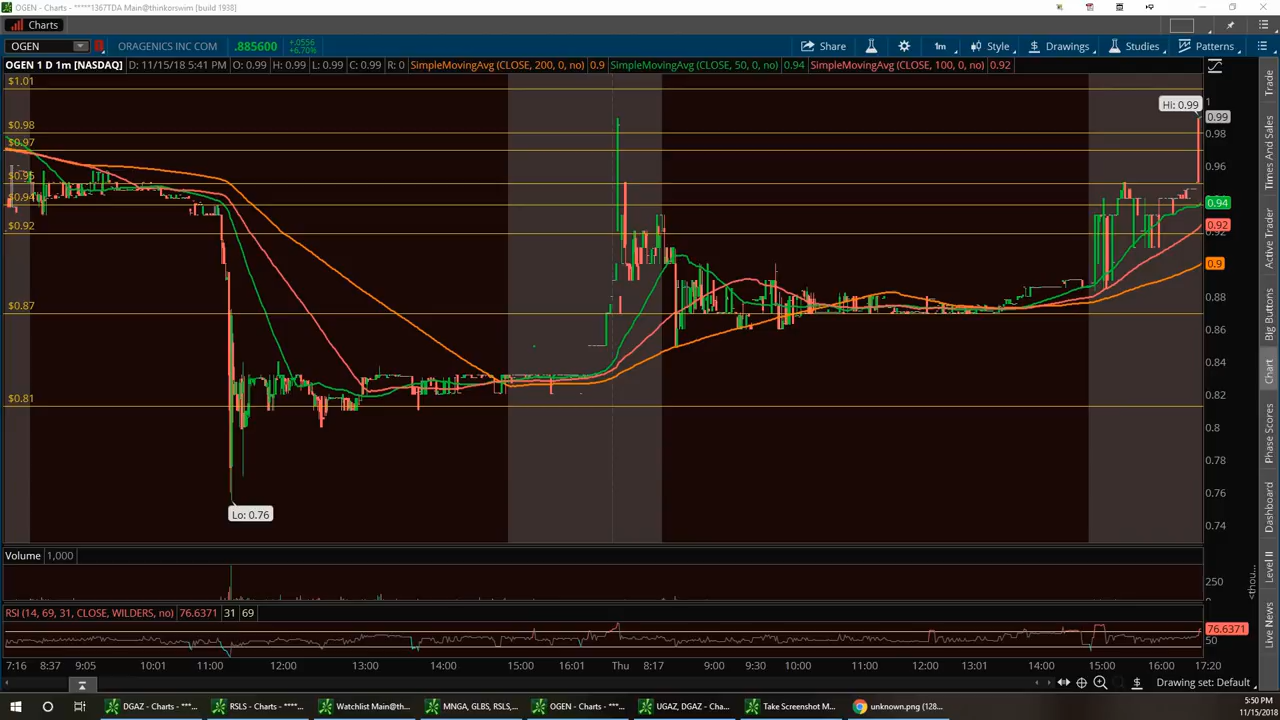 OGEN - Charts - *****1367TDA Main@thinkorswim [build 1938]
Charts
OGEN ORAGENICS INC COM .885600 +.0556 +6.70% Share 1m Style Drawings Studies Patterns
OGEN 1 D 1m [NASDAQ] D: 11/15/18 5:41 PM O: 0.99 H: 0.99 L: 0.99 C: 0.99 R: 0 SimpleMovingAvg (CLOSE, 200, 0, no) 0.9 SimpleMovingAvg (CLOSE, 50, 0, no) 0.94 SimpleMovingAvg (CLOSE, 100, 0, no) 0.92
$1.01
$0.98
$0.97
$0.95
$0.94
$0.92
$0.87
$0.81
Hi: 0.99
Lo: 0.76
1
0.99
0.98
0.96
0.94
0.92
0.92
0.9
0.88
0.86
0.84
0.82
0.8
0.78
0.76
0.74
Volume 1,000
250
0
<thou...
RSI (14, 69, 31, CLOSE, WILDERS, no) 76.6371 31 69
76.6371
50
7:16 8:37 9:05 10:01 11:00 12:00 13:00 14:00 15:00 16:01 Thu 8:17 9:00 9:30 10:00 11:00 12:00 13:01 14:00 15:00 16:00 17:20
Drawing set: Default
Trade
Times And Sales
Active Trader
Big Buttons
Chart
Phase Scores
Dashboard
Level II
Live News
DGAZ - Charts - ***... RSLS - Charts - ****... Watchlist Main@th... MNGA, GLBS, RSLS,... OGEN - Charts - ***... UGAZ, DGAZ - Char... Take Screenshot M... unknown.png (128...
5:50 PM
11/15/2018